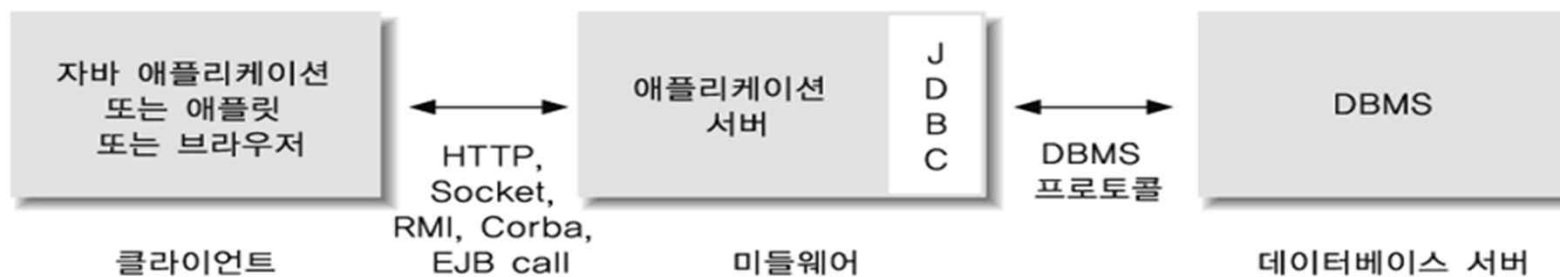 자바 애플리케이션
또는 애플릿
또는 브라우저
HTTP,
Socket,
RMI, Corba,
EJB call
클라이언트
애플리케이션
서버
J
D
B
C
미들웨어
DBMS
프로토콜
DBMS
데이터베이스 서버